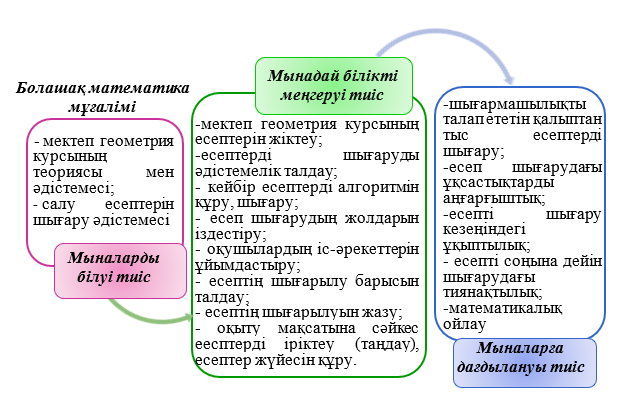 Болашақ математика
мұғалімі
- мектеп геометрия
курсының
теориясы мен
әдістемесі;
- салу есептерін
шығару әдістемесі
Мыналарды
білуі тиіс
Мынадай білікті
меңгеруі тиіс
-мектеп геометрия курсының
есептерін жіктеу;
-есептерді шығаруды
әдістемелік талдау;
- кейбір есептерді алгоритмін
құру, шығару;
- есеп шығарудың жолдарын
іздестіру;
- оқушылардың іс-әрекеттерін
ұйымдастыру;
- есептің шығарылу барысын
талдау;
- есептің шығарылуын жазу;
- оқыту мақсатына сәйкес
еесптерді іріктеу (таңдау),
есептер жүйесін құру.
-шығармашылықты
талап ететін қалыптан
тыс есептерді
шығару;
-есеп шығарудағы
ұқсастықтарды
аңғарғыштық;
-есепті шығару
кезеңіндегі
ұқыптылық;
- есепті соңына дейін
шығарудағы
тиянақтылық;
-математикалық
ойлау
Мыналарга
дағдылануы тиіс